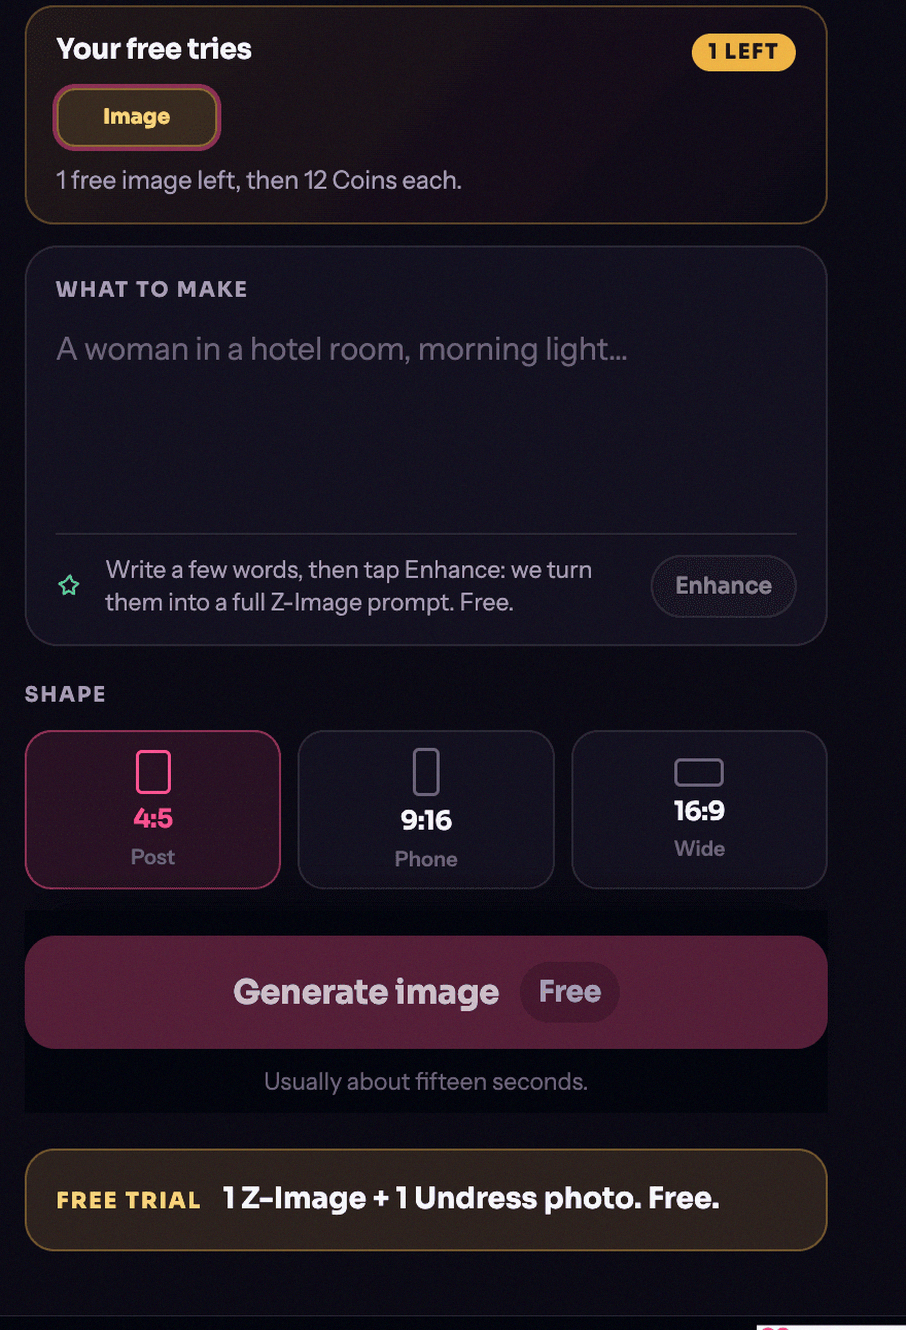 Your free tries
1 LEFT
Image
1 free image left, then 12 Coins each.
WHAT TO MAKE
A woman in a hotel room, morning light...
Write a few words, then tap Enhance: we turn
them into a full Z-Image prompt. Free.
Enhance
SHAPE
4:5
Post
9:16
Phone
16:9
Wide
Generate image Free
Usually about fifteen seconds.
FREE TRIAL 1 Z-Image + 1 Undress photo. Free.